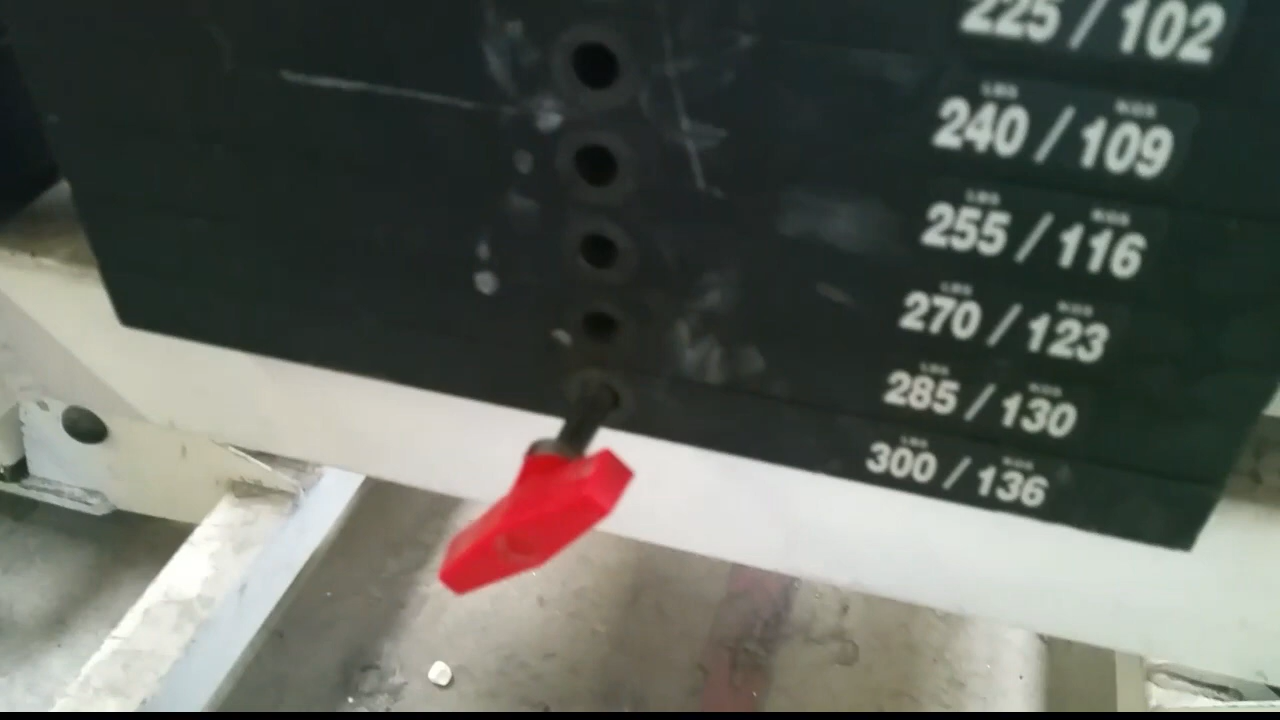 225 / 102
LBS KGS
240 / 109
LBS KGS
255 / 116
LBS KGS
270 / 123
LBS KGS
285 / 130
LBS KGS
300 / 136